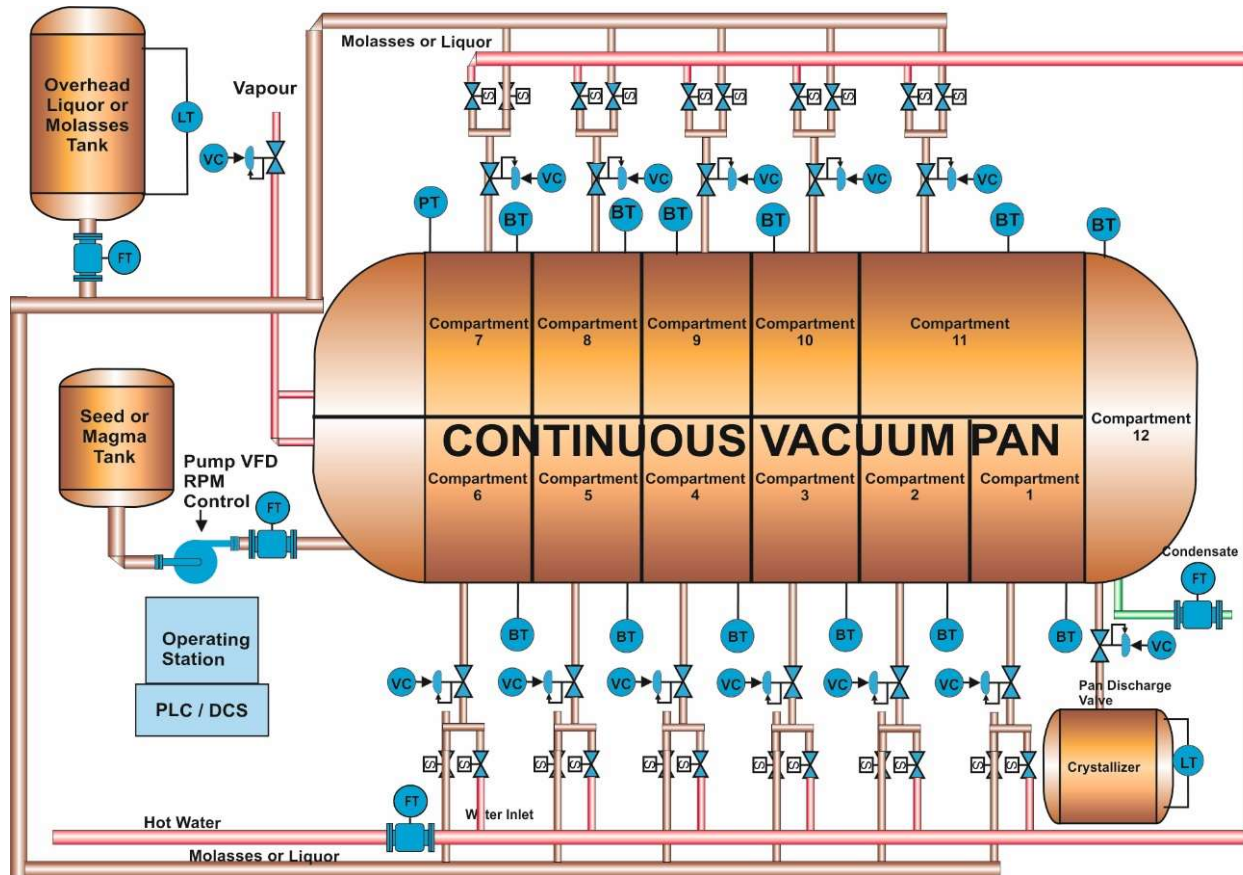 Molasses or Liquor
Overhead
Liquor or
Molasses
Tank
LT
Vapour
VC
FT
S
S
S
S
S
S
S
S
S
S
VC
VC
VC
VC
VC
PT
BT
BT
BT
BT
BT
BT
Compartment
7
Compartment
8
Compartment
9
Compartment
10
Compartment
11
Compartment
12
CONTINUOUS VACUUM PAN
Seed or
Magma
Tank
Pump VFD
RPM
Control
FT
Compartment
6
Compartment
5
Compartment
4
Compartment
3
Compartment
2
Compartment
1
Condensate
FT
Operating
Station
PLC / DCS
BT
BT
BT
BT
BT
BT
VC
VC
VC
VC
VC
VC
VC
Pan Discharge
Valve
Crystallizer
LT
S
S
S
S
S
S
S
S
S
S
S
S
FT
Water Inlet
Hot Water
Molasses or Liquor